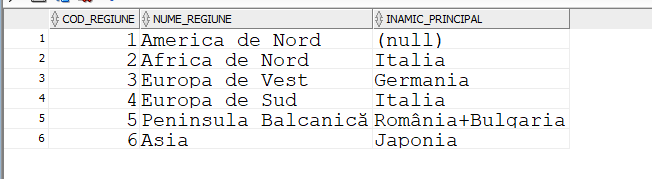 COD_REGIUNE NUME_REGIUNE INAMIC_PRINCIPAL
1 1 America de Nord (null)
2 2 Africa de Nord Italia
3 3 Europa de Vest Germania
4 4 Europa de Sud Italia
5 5 Peninsula Balcanică România+Bulgaria
6 6 Asia Japonia